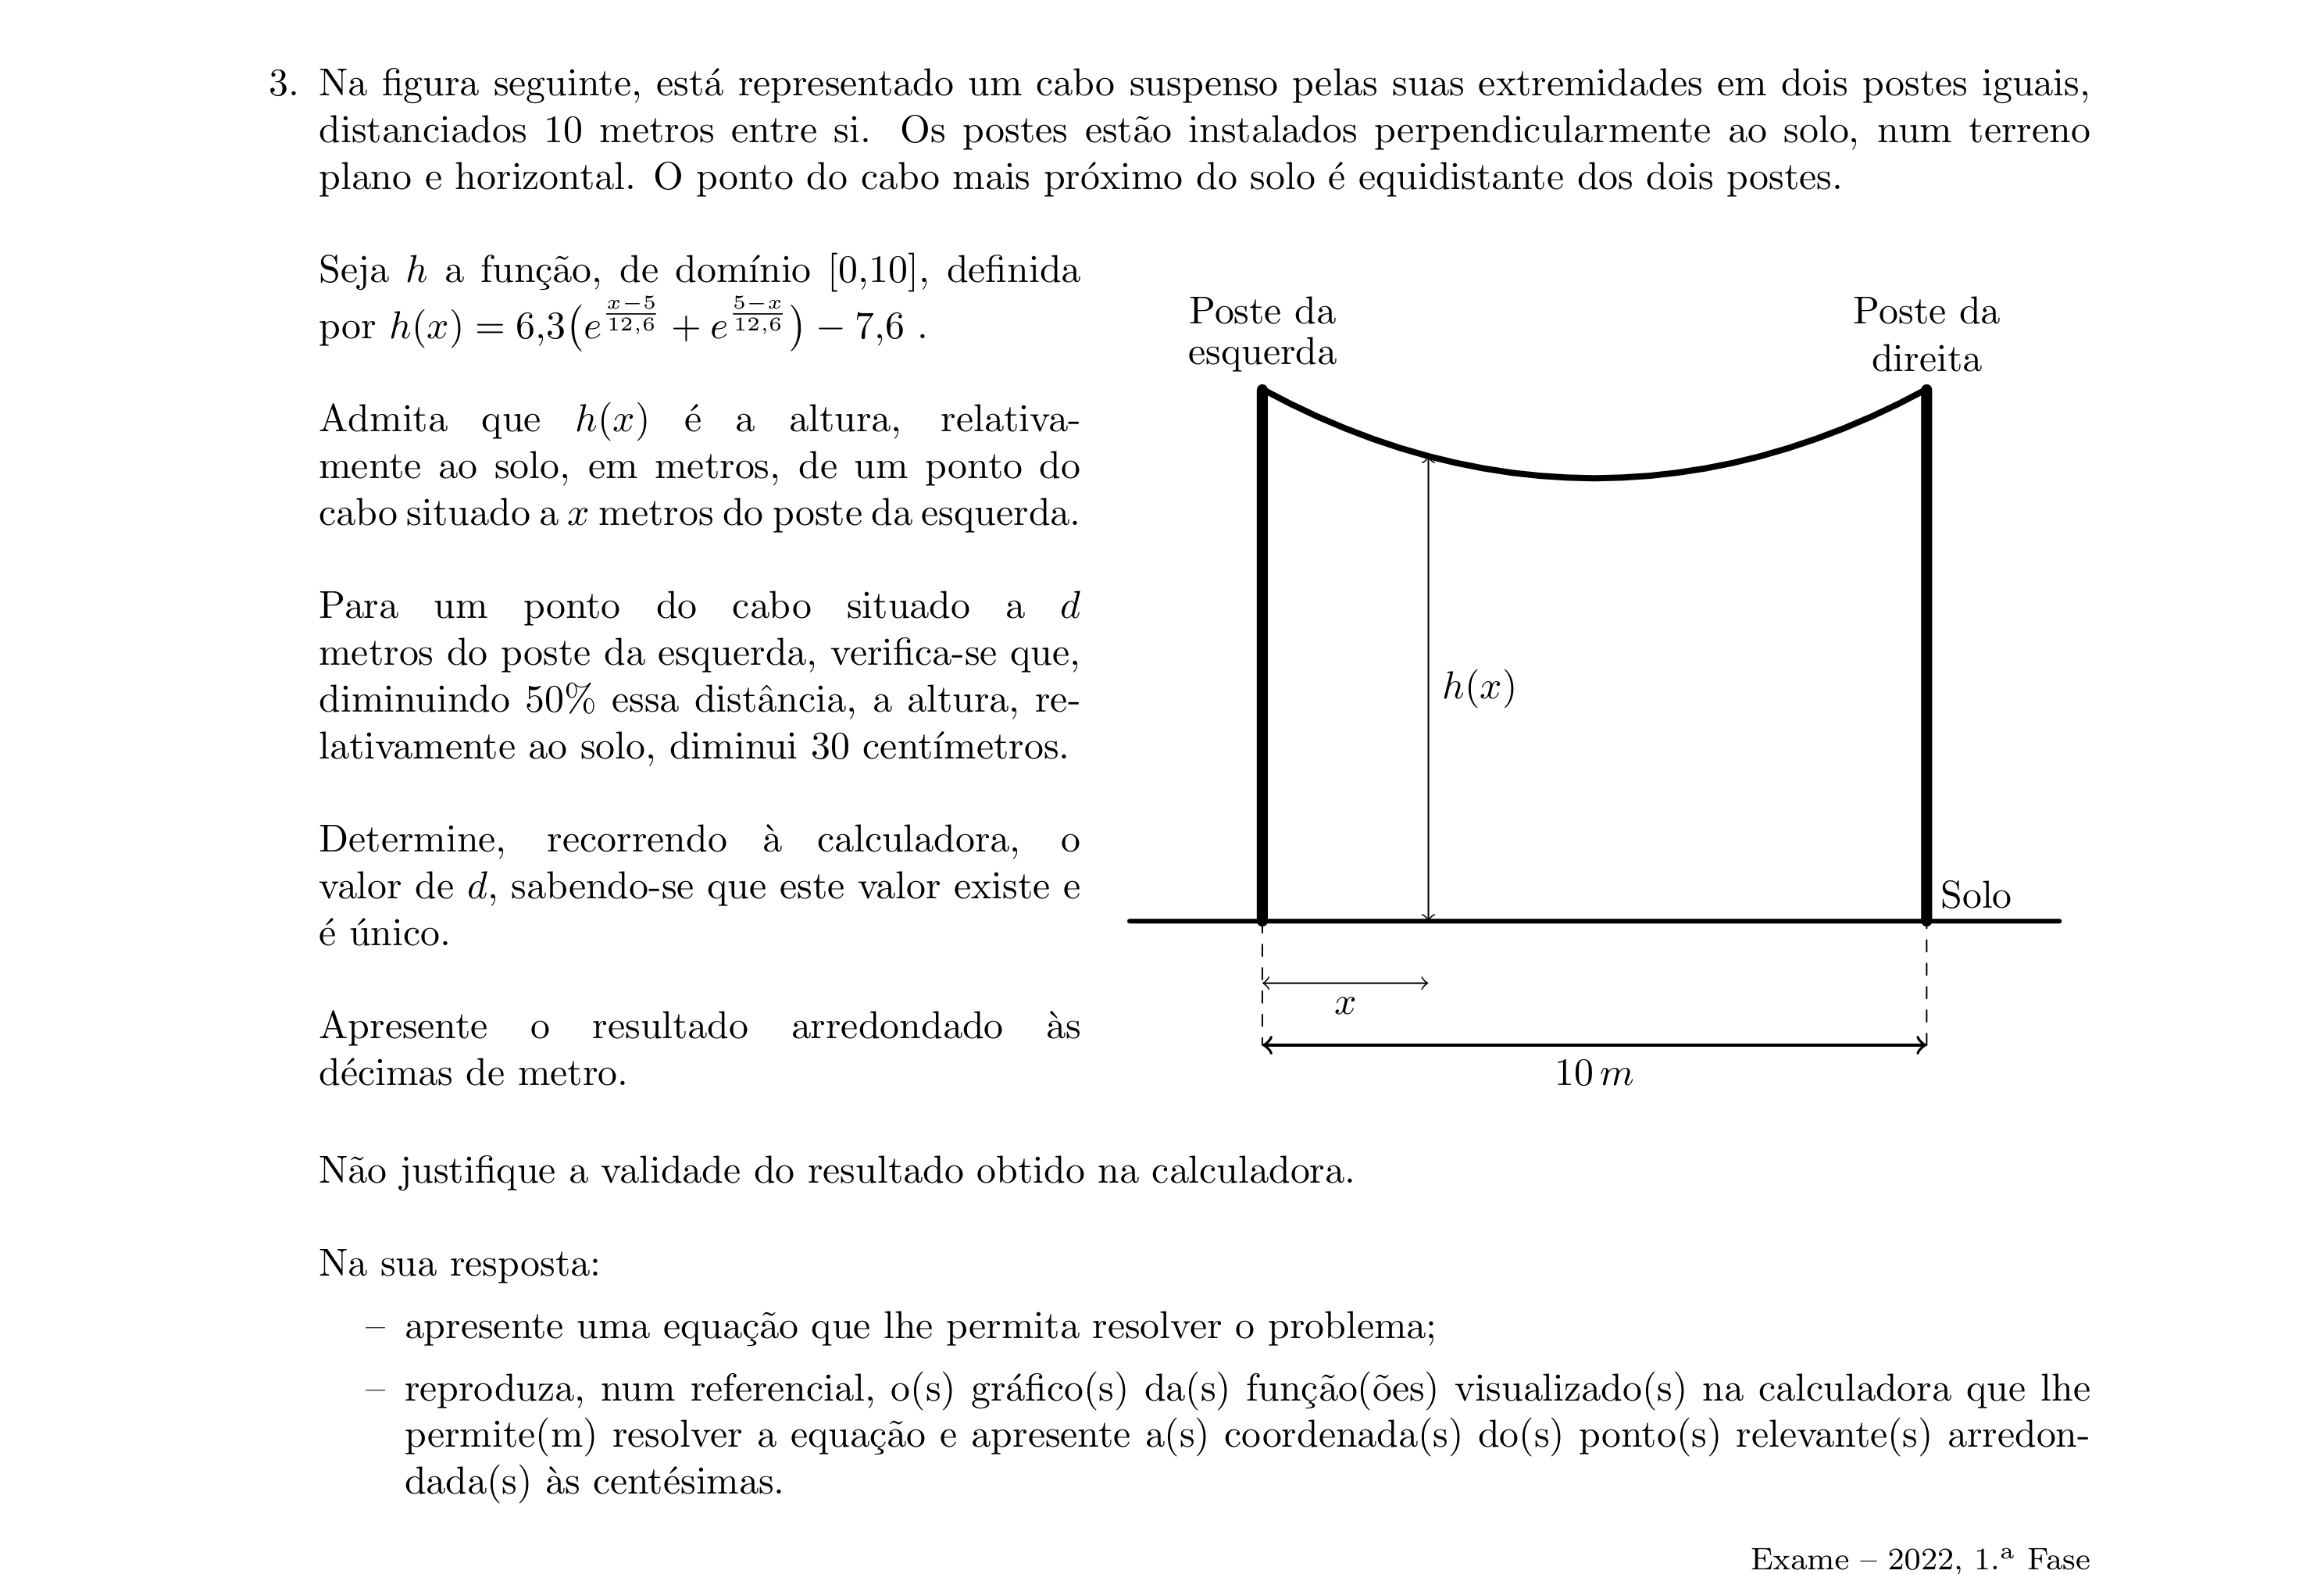 3. Na figura seguinte, está representado um cabo suspenso pelas suas extremidades em dois postes iguais,
distanciados 10 metros entre si. Os postes estão instalados perpendicularmente ao solo, num terreno
plano e horizontal. O ponto do cabo mais próximo do solo é equidistante dos dois postes.
Seja h a função, de domínio [0,10], definida
por h(x) = 6,3(e^{\frac{x-5}{12,6}} + e^{\frac{5-x}{12,6}}) − 7,6 .
Admita que h(x) é a altura, relativa-
mente ao solo, em metros, de um ponto do
cabo situado a x metros do poste da esquerda.
Para um ponto do cabo situado a d
metros do poste da esquerda, verifica-se que,
diminuindo 50% essa distância, a altura, re-
lativamente ao solo, diminui 30 centímetros.
Determine, recorrendo à calculadora, o
valor de d, sabendo-se que este valor existe e
é único.
Apresente o resultado arredondado às
décimas de metro.
Poste da
esquerda
Poste da
direita
h(x)
Solo
x
10 m
Não justifique a validade do resultado obtido na calculadora.
Na sua resposta:
– apresente uma equação que lhe permita resolver o problema;
– reproduza, num referencial, o(s) gráfico(s) da(s) função(ões) visualizado(s) na calculadora que lhe
permite(m) resolver a equação e apresente a(s) coordenada(s) do(s) ponto(s) relevante(s) arredon-
dada(s) às centésimas.
Exame – 2022, 1.ª Fase